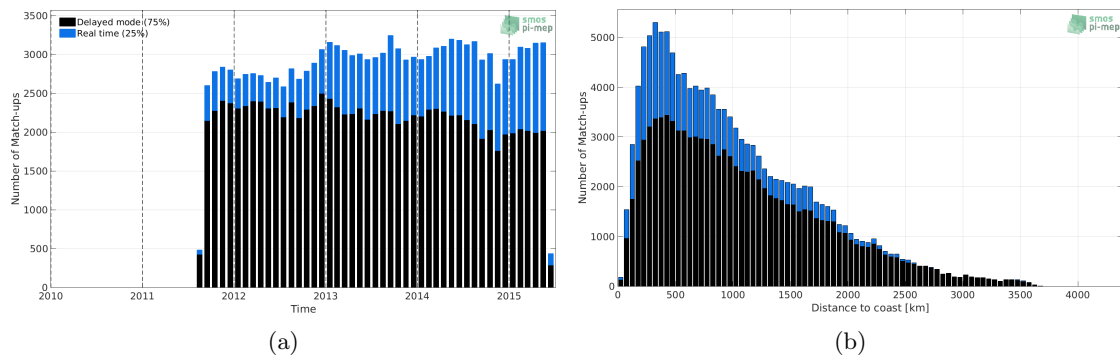 Delayed mode (75%)
Real time (25%)
smos
pi-mep
Number of Match-ups
3500
3000
2500
2000
1500
1000
500
0
2010
2011
2012
2013
2014
2015
Time
(a)
smos
pi-mep
Number of Match-ups
5000
4000
3000
2000
1000
0
0
500
1000
1500
2000
2500
3000
3500
4000
Distance to coast [km]
(b)